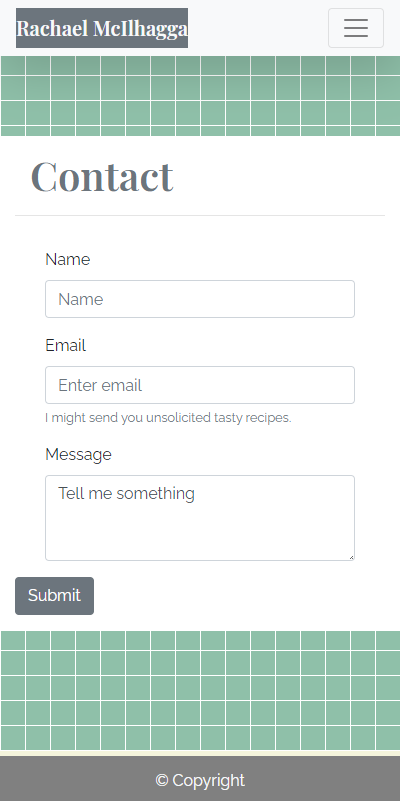 Rachael McIlhagga
Contact
Name
Name
Email
Enter email
I might send you unsolicited tasty recipes.
Message
Tell me something
Submit
© Copyright